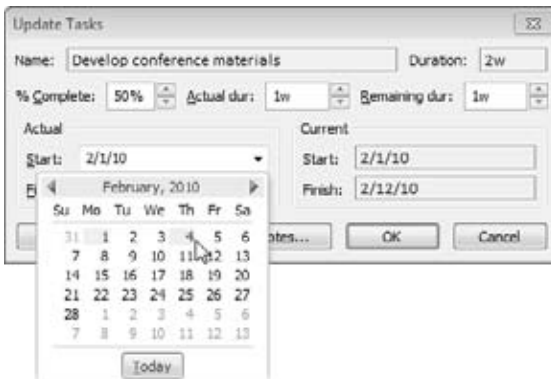 Update Tasks
Name: Develop conference materials Duration: 2w
% Complete: 50% Actual dur: 1w Remaining dur: 1w
Actual Current
Start: 2/1/10 Start: 2/1/10
Finish: 2/12/10
February, 2010
Su Mo Tu We Th Fr Sa
31 1 2 3 4 5 6
7 8 9 10 11 12 13
14 15 16 17 18 19 20
21 22 23 24 25 26 27
28 1 2 3 4 5 6
7 8 9 10 11 12 13
Today
otes... OK Cancel